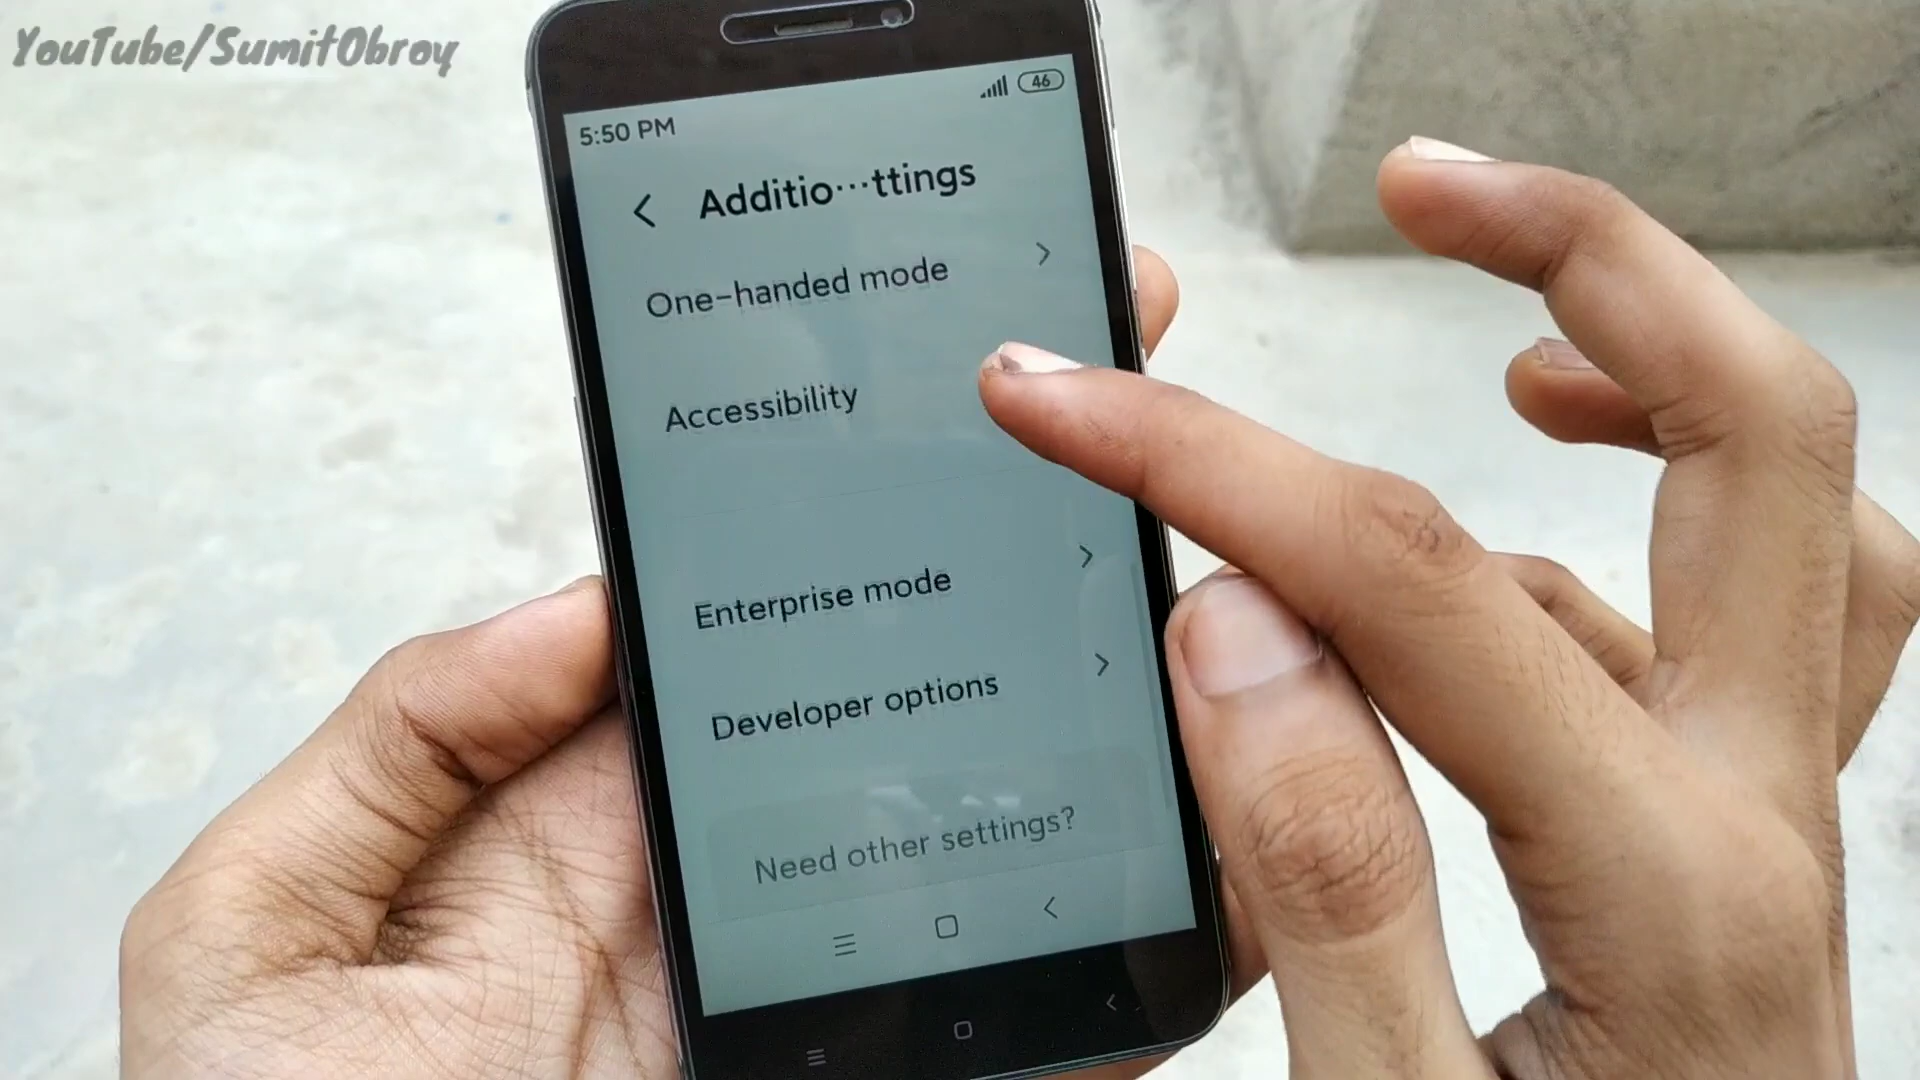 YouTube/SumitObroy
46
5:50 PM
Additio···ttings
One-handed mode
Accessibility
Enterprise mode
Developer options
Need other settings?